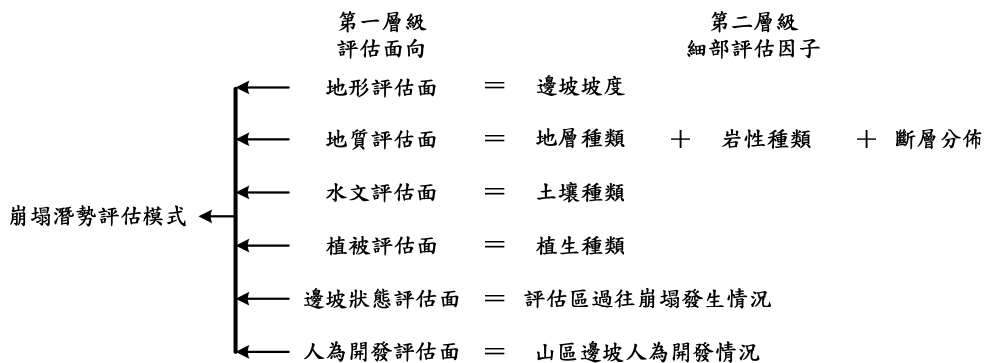 第一層級
評估面向
第二層級
細部評估因子
地形評估面 = 邊坡坡度
地質評估面 = 地層種類 + 岩性種類 + 斷層分佈
水文評估面 = 土壤種類
崩塌潛勢評估模式
植被評估面 = 植生種類
邊坡狀態評估面 = 評估區過往崩塌發生情況
人為開發評估面 = 山區邊坡人為開發情況